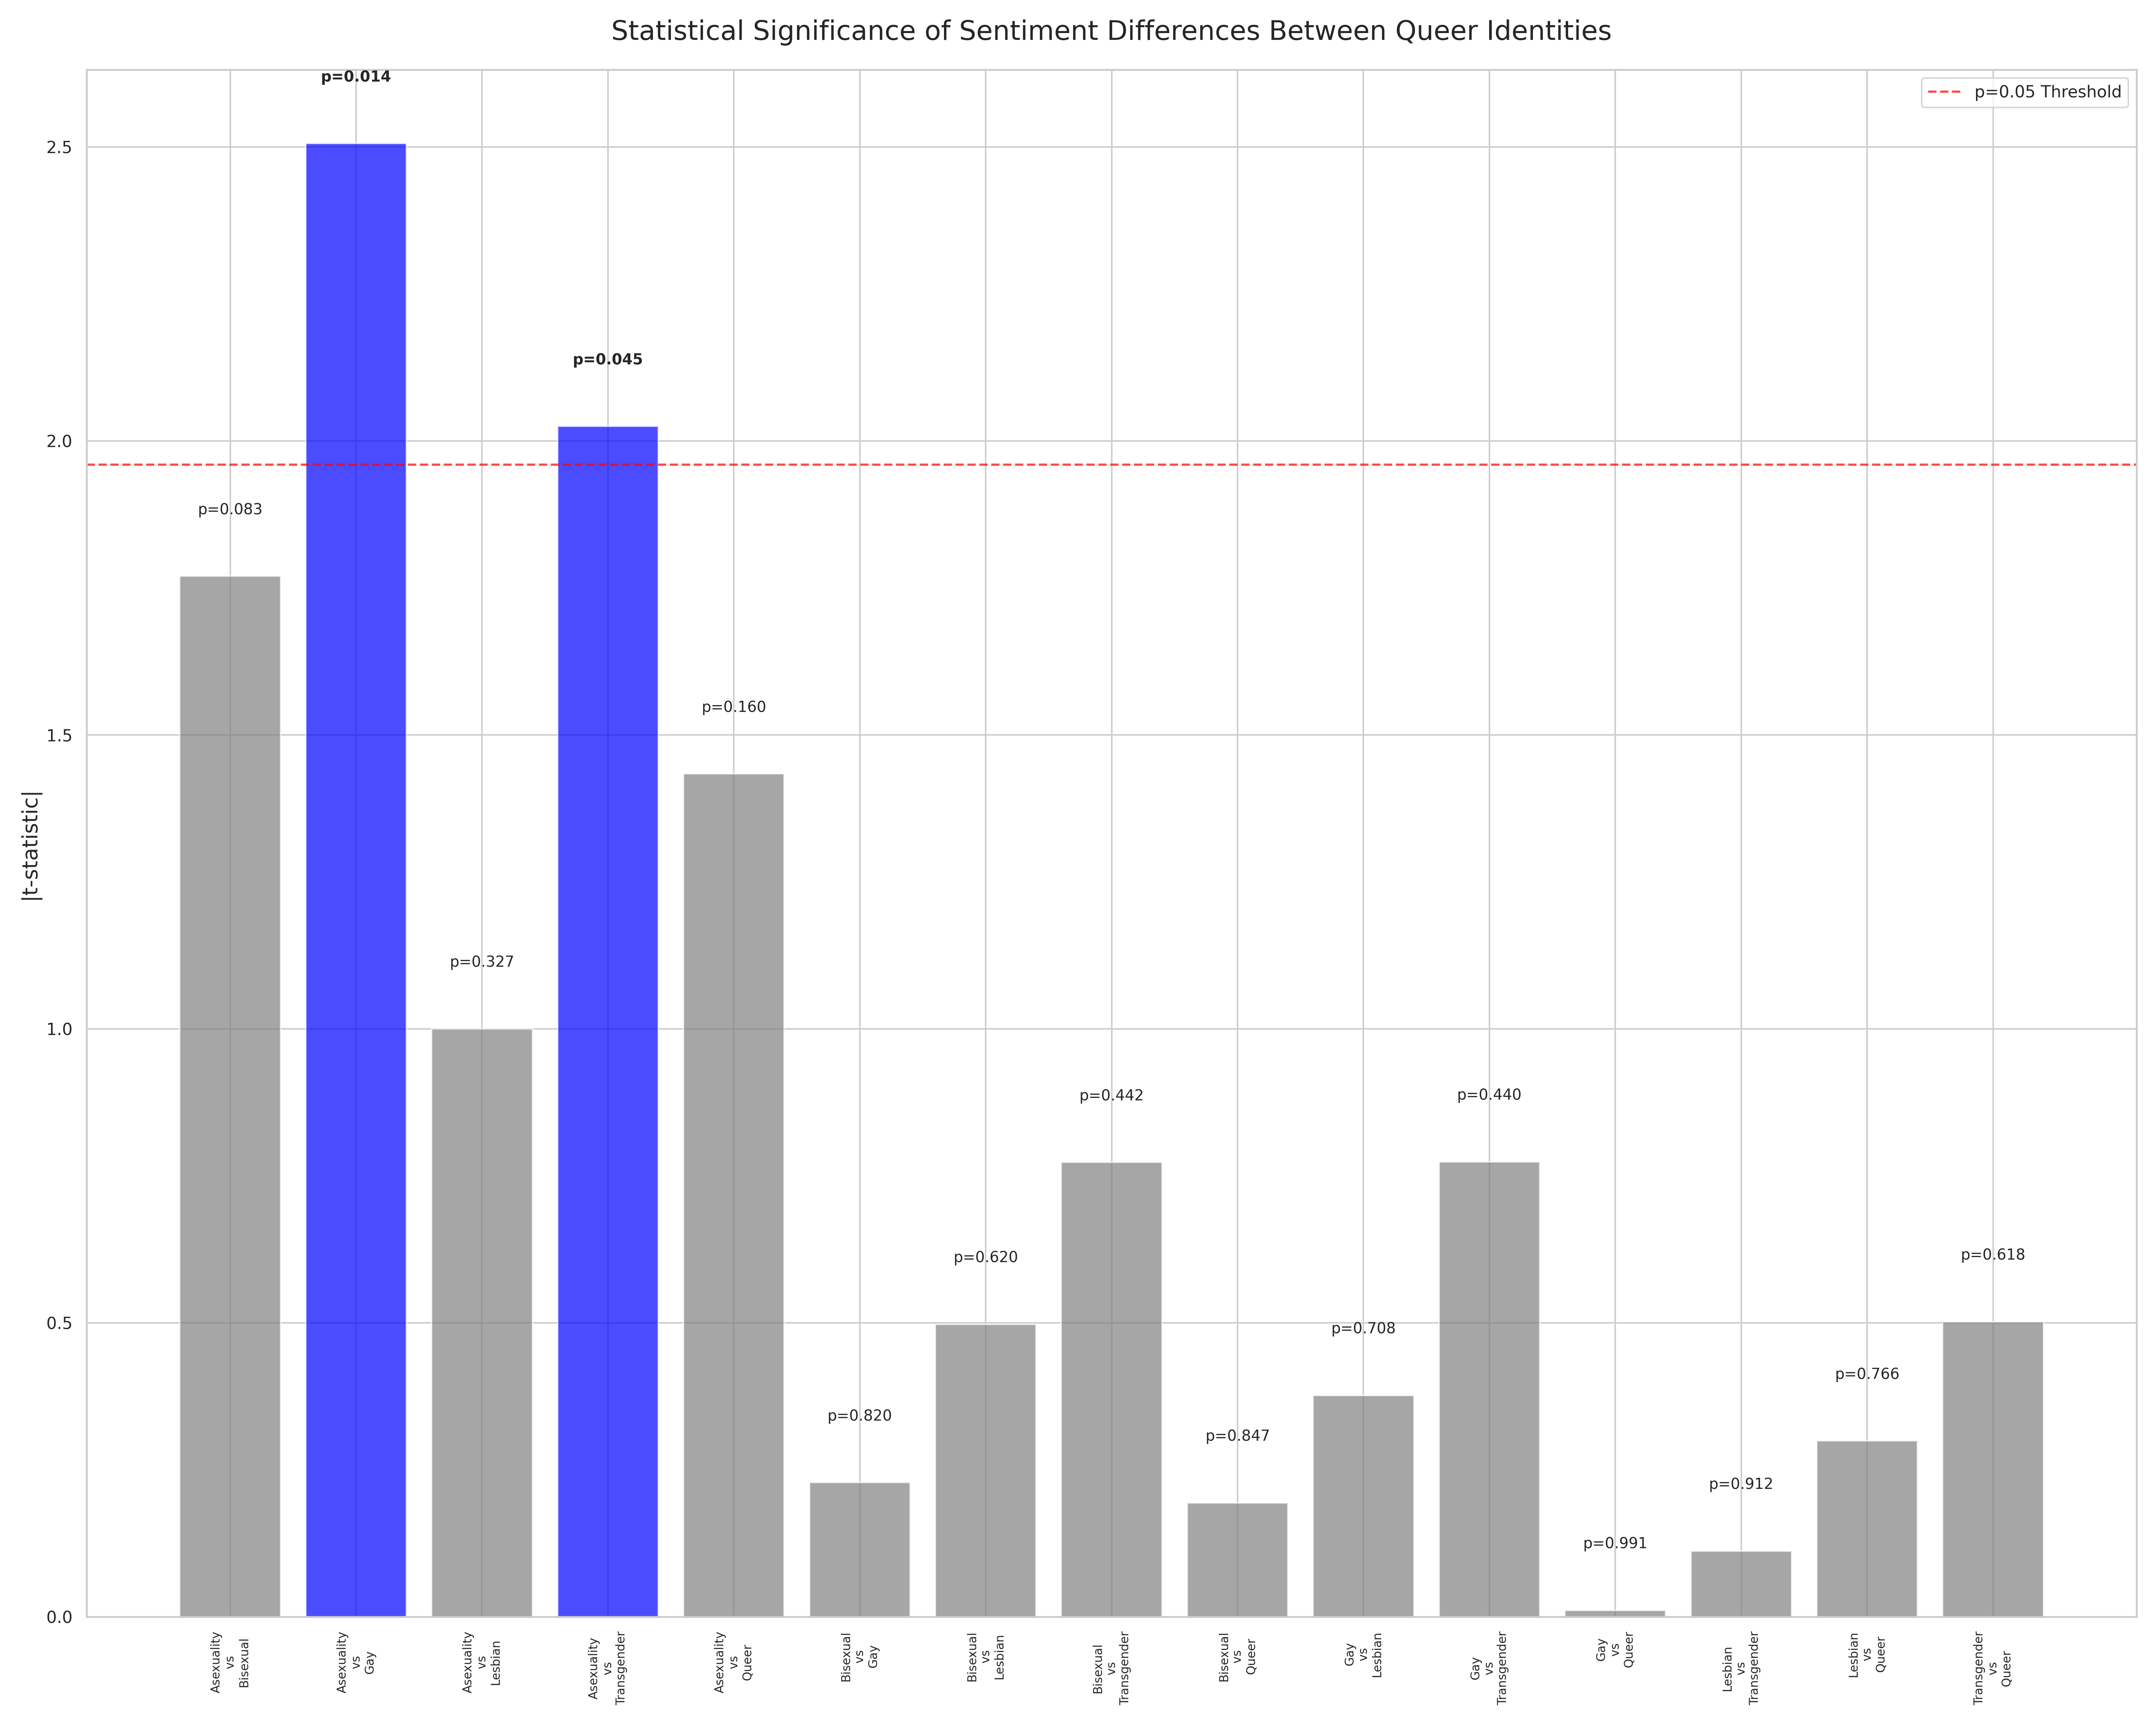 Statistical Significance of Sentiment Differences Between Queer Identities
p=0.05 Threshold
|t-statistic|
2.5
2.0
1.5
1.0
0.5
0.0
p=0.083
p=0.014
p=0.327
p=0.045
p=0.160
p=0.820
p=0.620
p=0.442
p=0.847
p=0.708
p=0.440
p=0.991
p=0.912
p=0.766
p=0.618
Asexuality
vs
Bisexual
Asexuality
vs
Gay
Asexuality
vs
Lesbian
Asexuality
vs
Transgender
Asexuality
vs
Queer
Bisexual
vs
Gay
Bisexual
vs
Lesbian
Bisexual
vs
Transgender
Bisexual
vs
Queer
Gay
vs
Lesbian
Gay
vs
Transgender
Gay
vs
Queer
Lesbian
vs
Transgender
Lesbian
vs
Queer
Transgender
vs
Queer